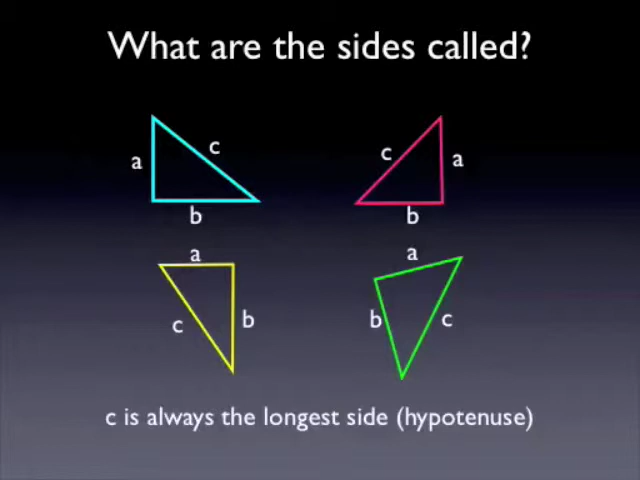 What are the sides called?
a c
c a
b
b
a
a
c b
b c
c is always the longest side (hypotenuse)